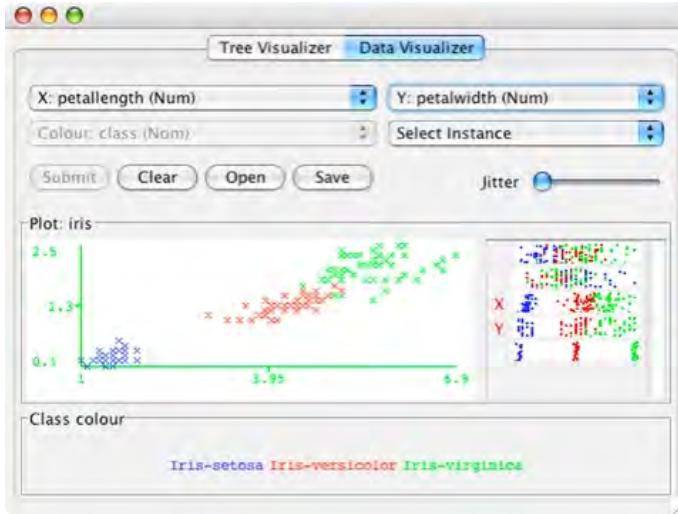 Tree Visualizer Data Visualizer
X: petallength (Num) Y: petalwidth (Num)
Colour: class (Nom) Select Instance
Submit Clear Open Save Jitter
Plot: iris
2.5
1.3
X
Y
0.1
1 3.95 6.9
Class colour
Iris-setosa Iris-versicolor Iris-virginica